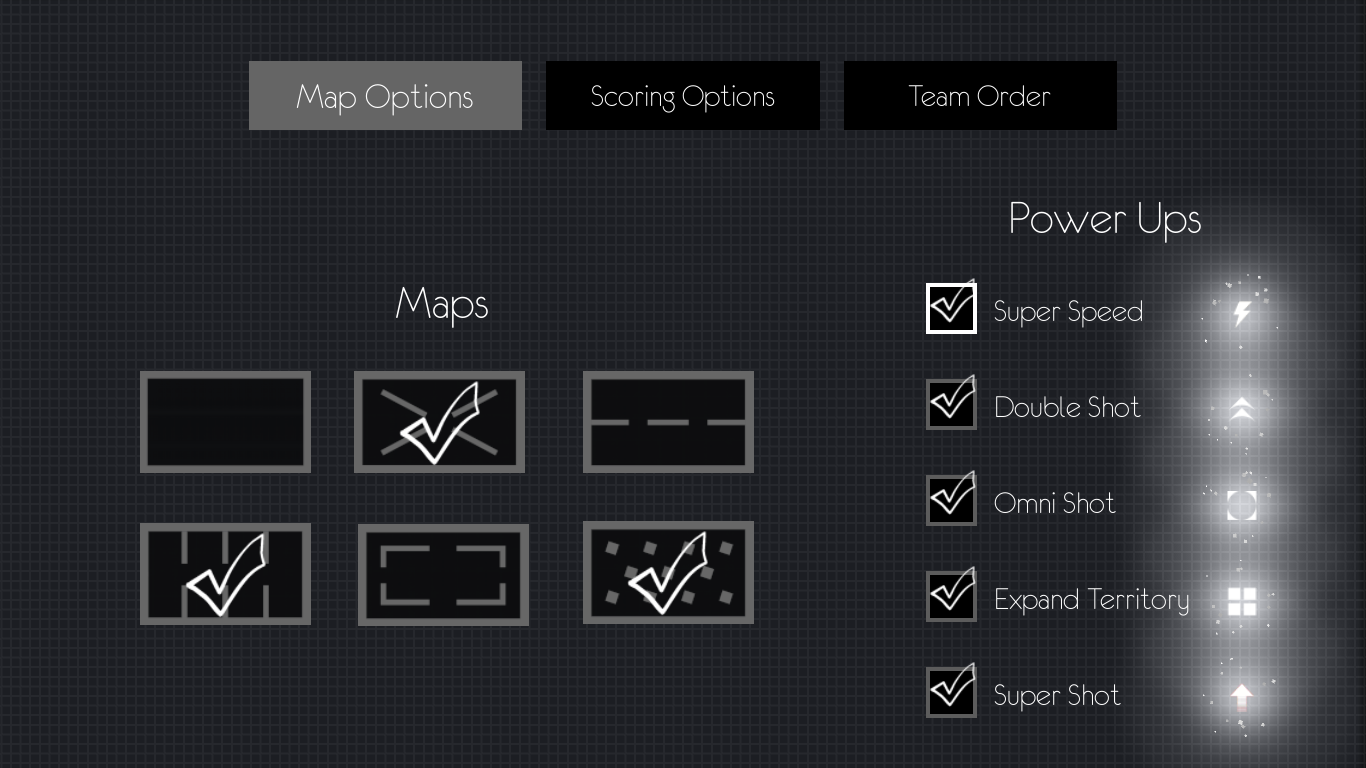 Map Options
Scoring Options
Team Order
Maps
Power Ups
Super Speed
Double Shot
Omni Shot
Expand Territory
Super Shot